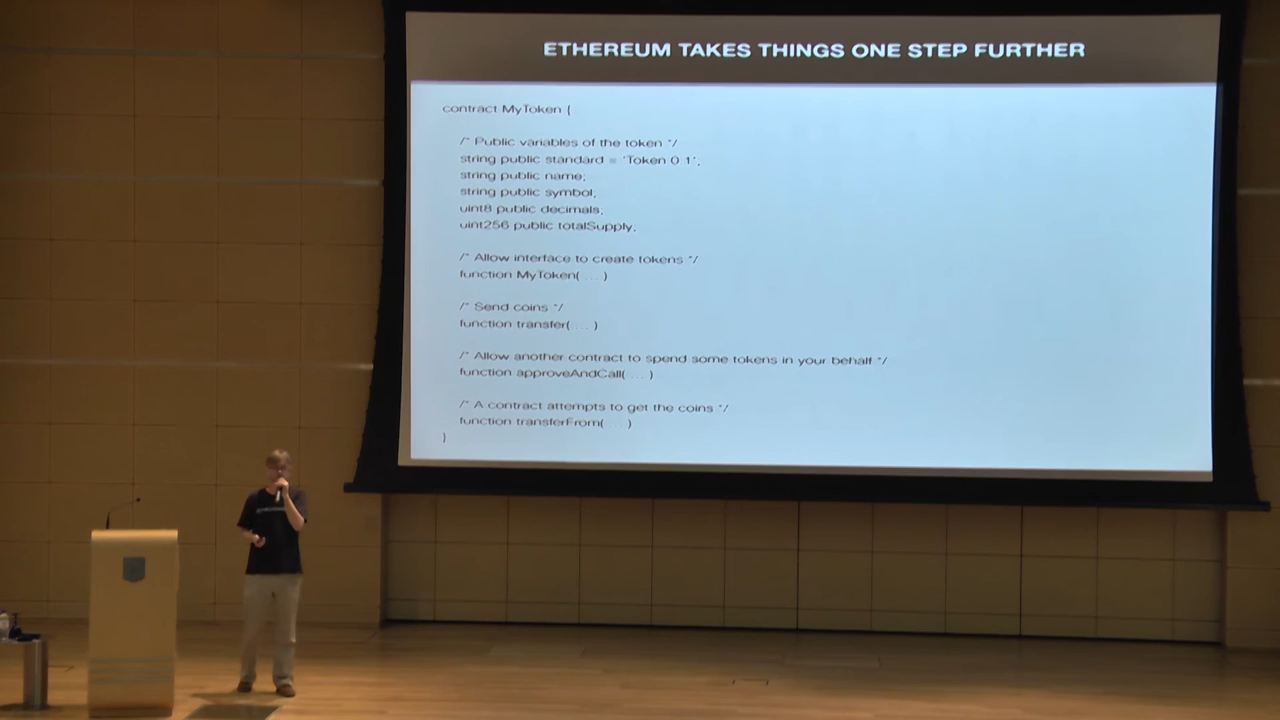 ETHEREUM TAKES THINGS ONE STEP FURTHER
contract MyToken {
/* Public variables of the token */
string public standard = 'Token 0.1';
string public name;
string public symbol;
uint8 public decimals;
uint256 public totalSupply;
/* Allow interface to create tokens */
function MyToken( ... )
/* Send coins */
function transfer( ... )
/* Allow another contract to spend some tokens in your behalf */
function approveAndCall( ... )
/* A contract attempts to get the coins */
function transferFrom( ... )
}